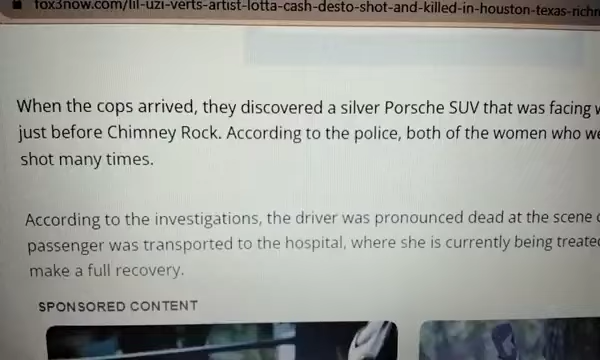 fox3now.com/lil-uzi-verts-artist-lotta-cash-desto-shot-and-killed-in-houston-texas-richm
When the cops arrived, they discovered a silver Porsche SUV that was facing
just before Chimney Rock. According to the police, both of the women who
shot many times.
According to the investigations, the driver was pronounced dead at the scene
passenger was transported to the hospital, where she is currently being
make a full recovery.
SPONSORED CONTENT